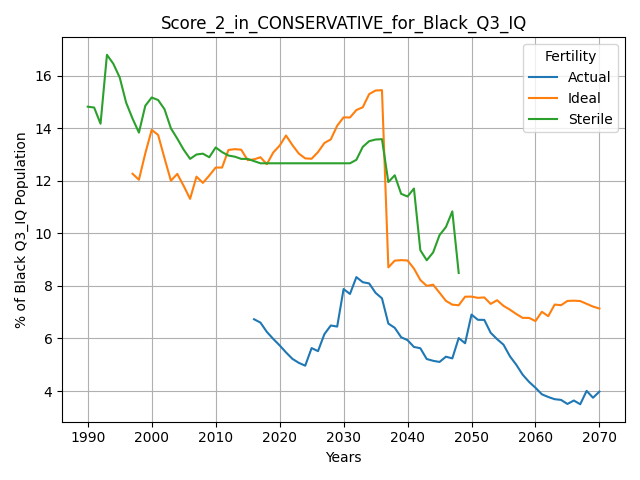 Score_2_in_CONSERVATIVE_for_Black_Q3_IQ
Fertility
Actual
Ideal
Sterile
% of Black Q3_IQ Population
16
14
12
10
8
6
4
1990 2000 2010 2020 2030 2040 2050 2060 2070
Years